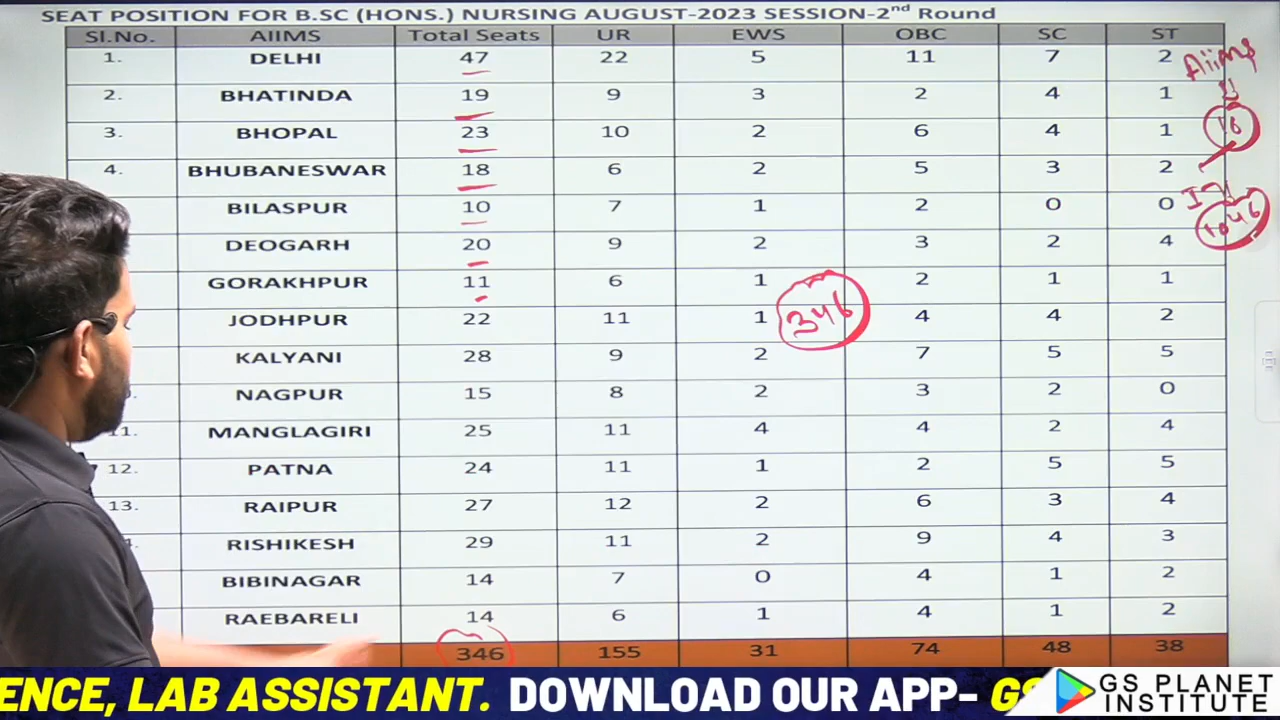 SEAT POSITION FOR B.SC (HONS.) NURSING AUGUST-2023 SESSION-2nd Round
Sl.No. AIIMS Total Seats UR EWS OBC SC ST
1. DELHI 47 22 5 11 7 2
2. BHATINDA 19 9 3 2 4 1
3. BHOPAL 23 10 2 6 4 1
4. BHUBANESWAR 18 6 2 5 3 2
BILASPUR 10 7 1 2 0 0
DEOGARH 20 9 2 3 2 4
GORAKHPUR 11 6 1 2 1 1
JODHPUR 22 11 1 4 4 2
KALYANI 28 9 2 7 5 5
NAGPUR 15 8 2 3 2 0
11. MANGLAGIRI 25 11 4 4 2 4
12. PATNA 24 11 1 2 5 5
13. RAIPUR 27 12 2 6 3 4
RISHIKESH 29 11 2 9 4 3
BIBINAGAR 14 7 0 4 1 2
RAEBARELI 14 6 1 4 1 2
346 155 31 74 48 38
Aiims
16
1046
346
ENCE, LAB ASSISTANT. DOWNLOAD OUR APP- GS
GS PLANET
INSTITUTE